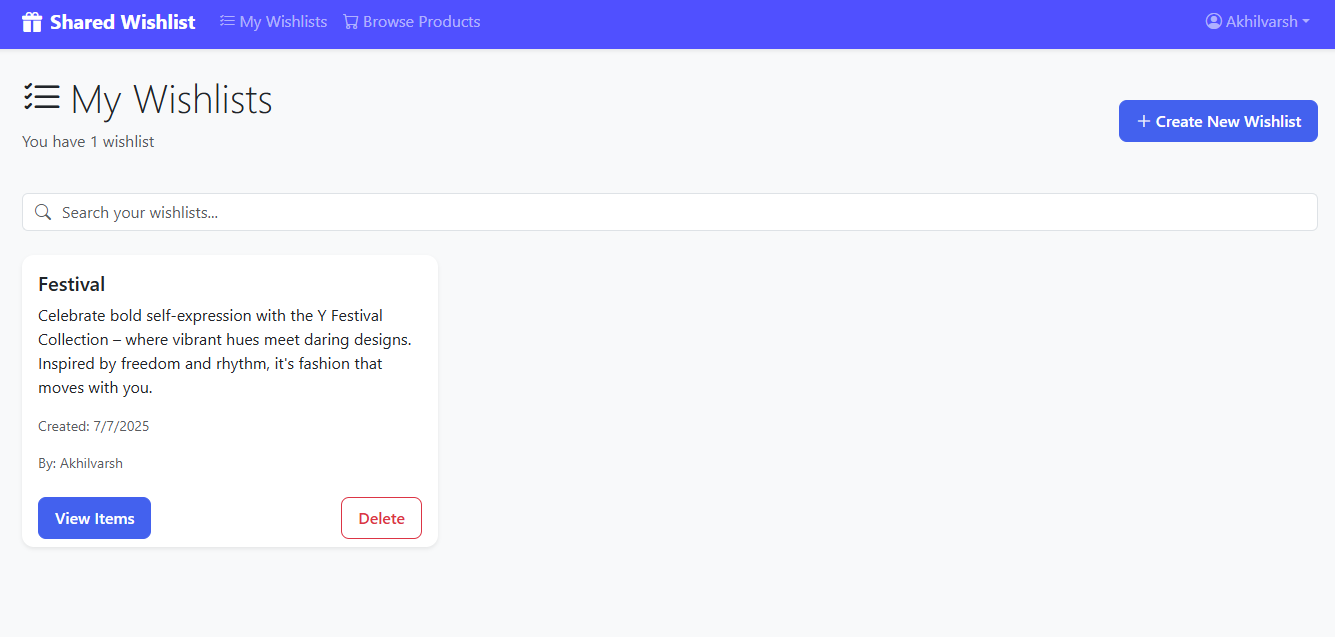 Shared Wishlist My Wishlists Browse Products Akhilvarsh
My Wishlists
You have 1 wishlist
+ Create New Wishlist
Search your wishlists...
Festival
Celebrate bold self-expression with the Y Festival
Collection – where vibrant hues meet daring designs.
Inspired by freedom and rhythm, it's fashion that
moves with you.
Created: 7/7/2025
By: Akhilvarsh
View Items Delete